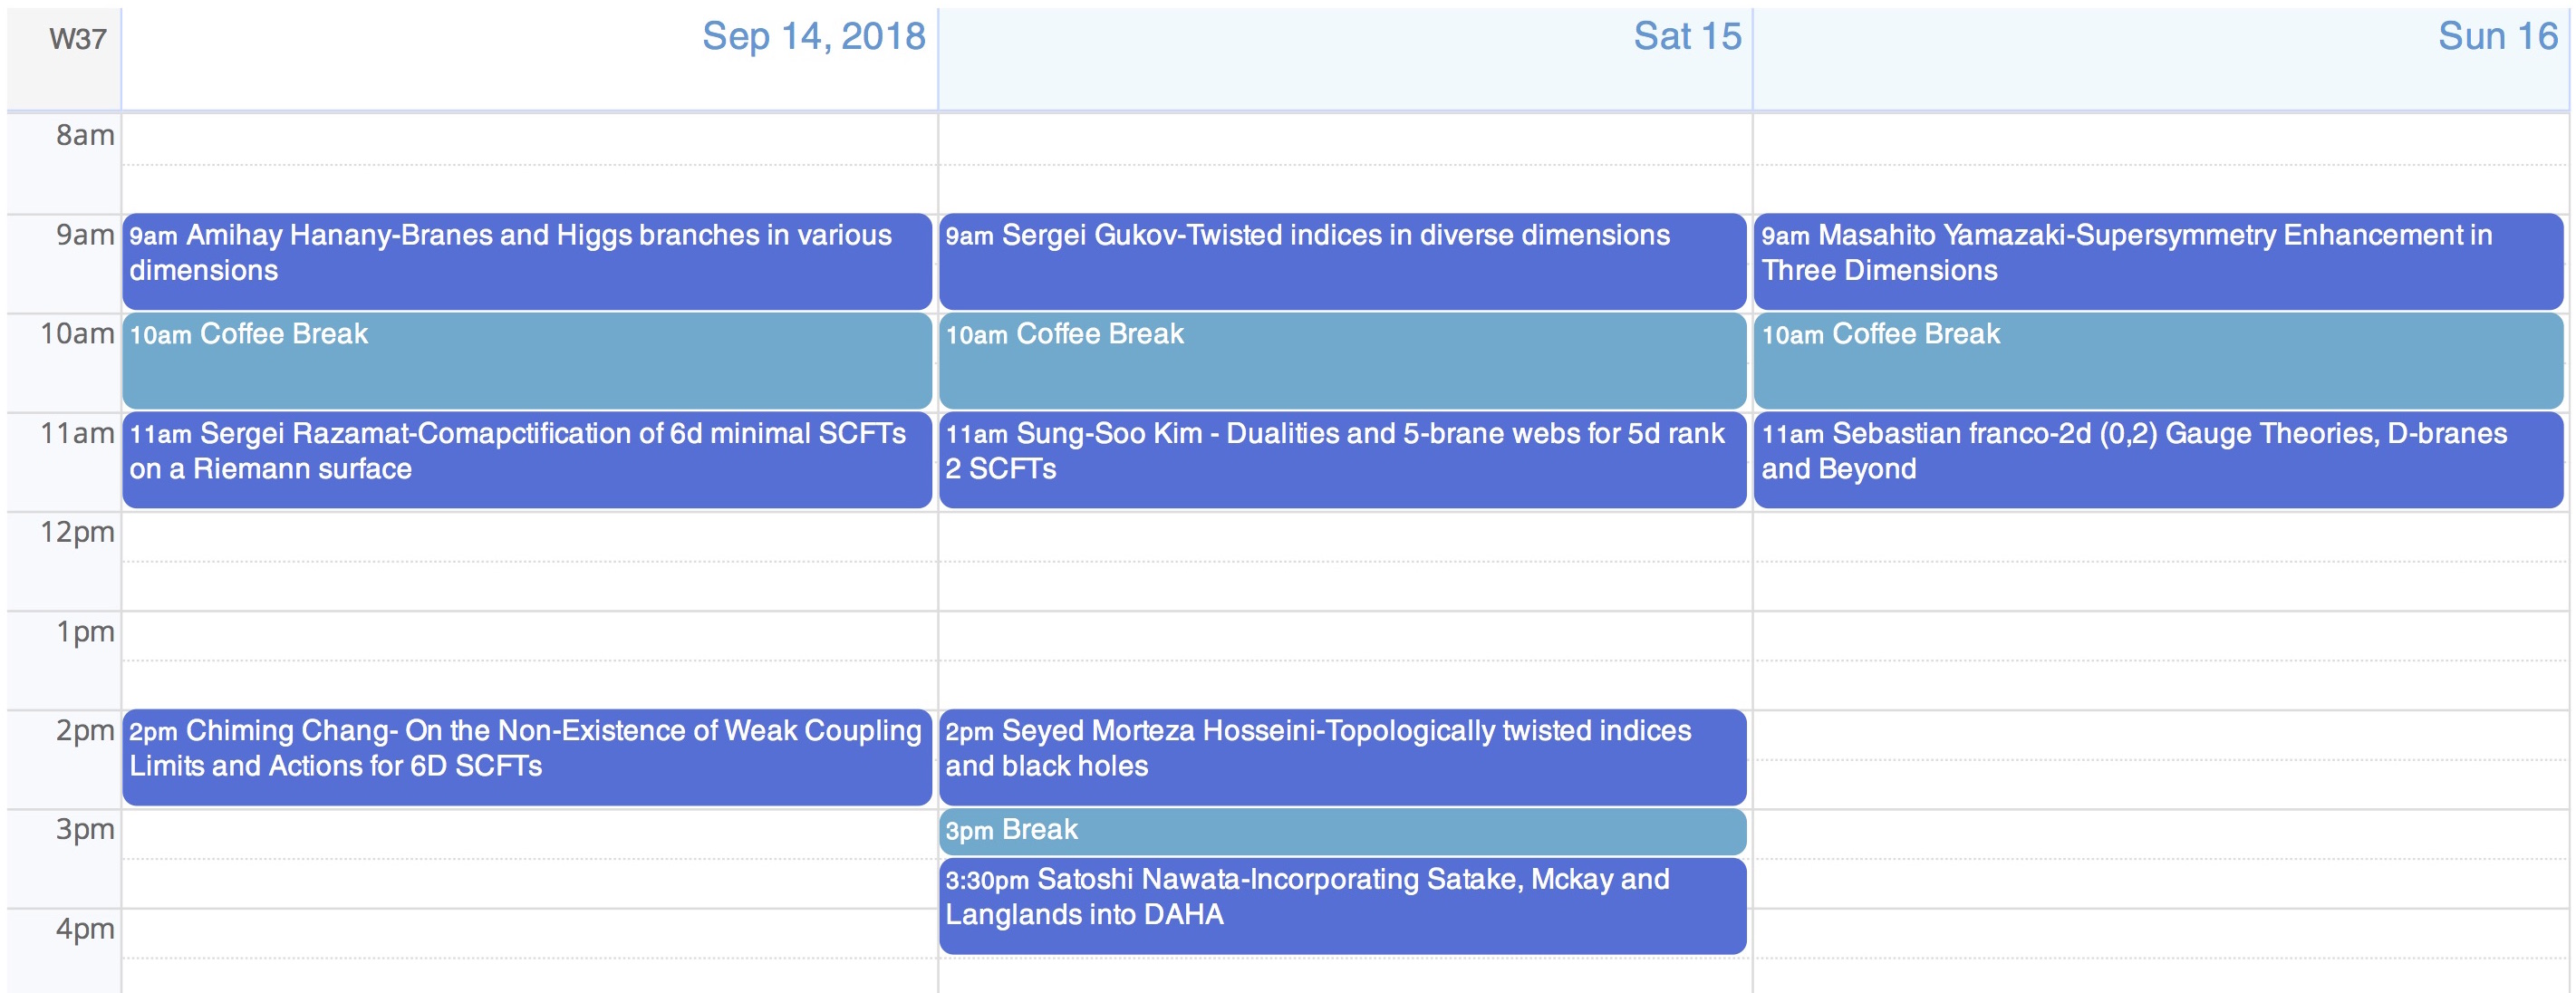 W37
Sep 14, 2018
Sat 15
Sun 16
8am
9am
9am Amihay Hanany-Branes and Higgs branches in various
dimensions
9am Sergei Gukov-Twisted indices in diverse dimensions
9am Masahito Yamazaki-Supersymmetry Enhancement in
Three Dimensions
10am
10am Coffee Break
10am Coffee Break
10am Coffee Break
11am
11am Sergei Razamat-Comapctification of 6d minimal SCFTs
on a Riemann surface
11am Sung-Soo Kim - Dualities and 5-brane webs for 5d rank
2 SCFTs
11am Sebastian franco-2d (0,2) Gauge Theories, D-branes
and Beyond
12pm
1pm
2pm
2pm Chiming Chang- On the Non-Existence of Weak Coupling
Limits and Actions for 6D SCFTs
2pm Seyed Morteza Hosseini-Topologically twisted indices
and black holes
3pm
3pm Break
3:30pm Satoshi Nawata-Incorporating Satake, Mckay and
Langlands into DAHA
4pm